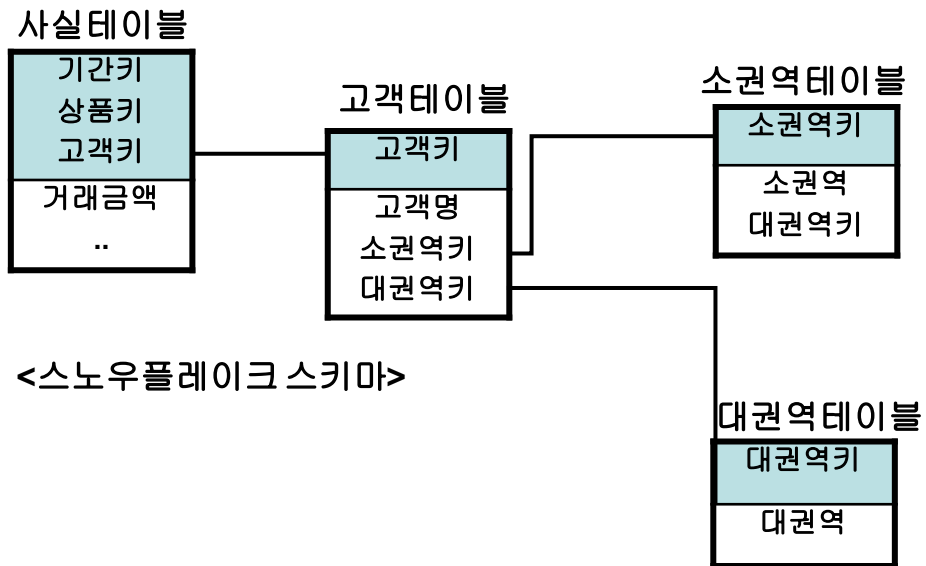 사실테이블
기간키
상품키
고객키
거래금액
..
고객테이블
고객키
고객명
소권역키
대권역키
소권역테이블
소권역키
소권역
대권역키
<스노우플레이크 스키마>
대권역테이블
대권역키
대권역